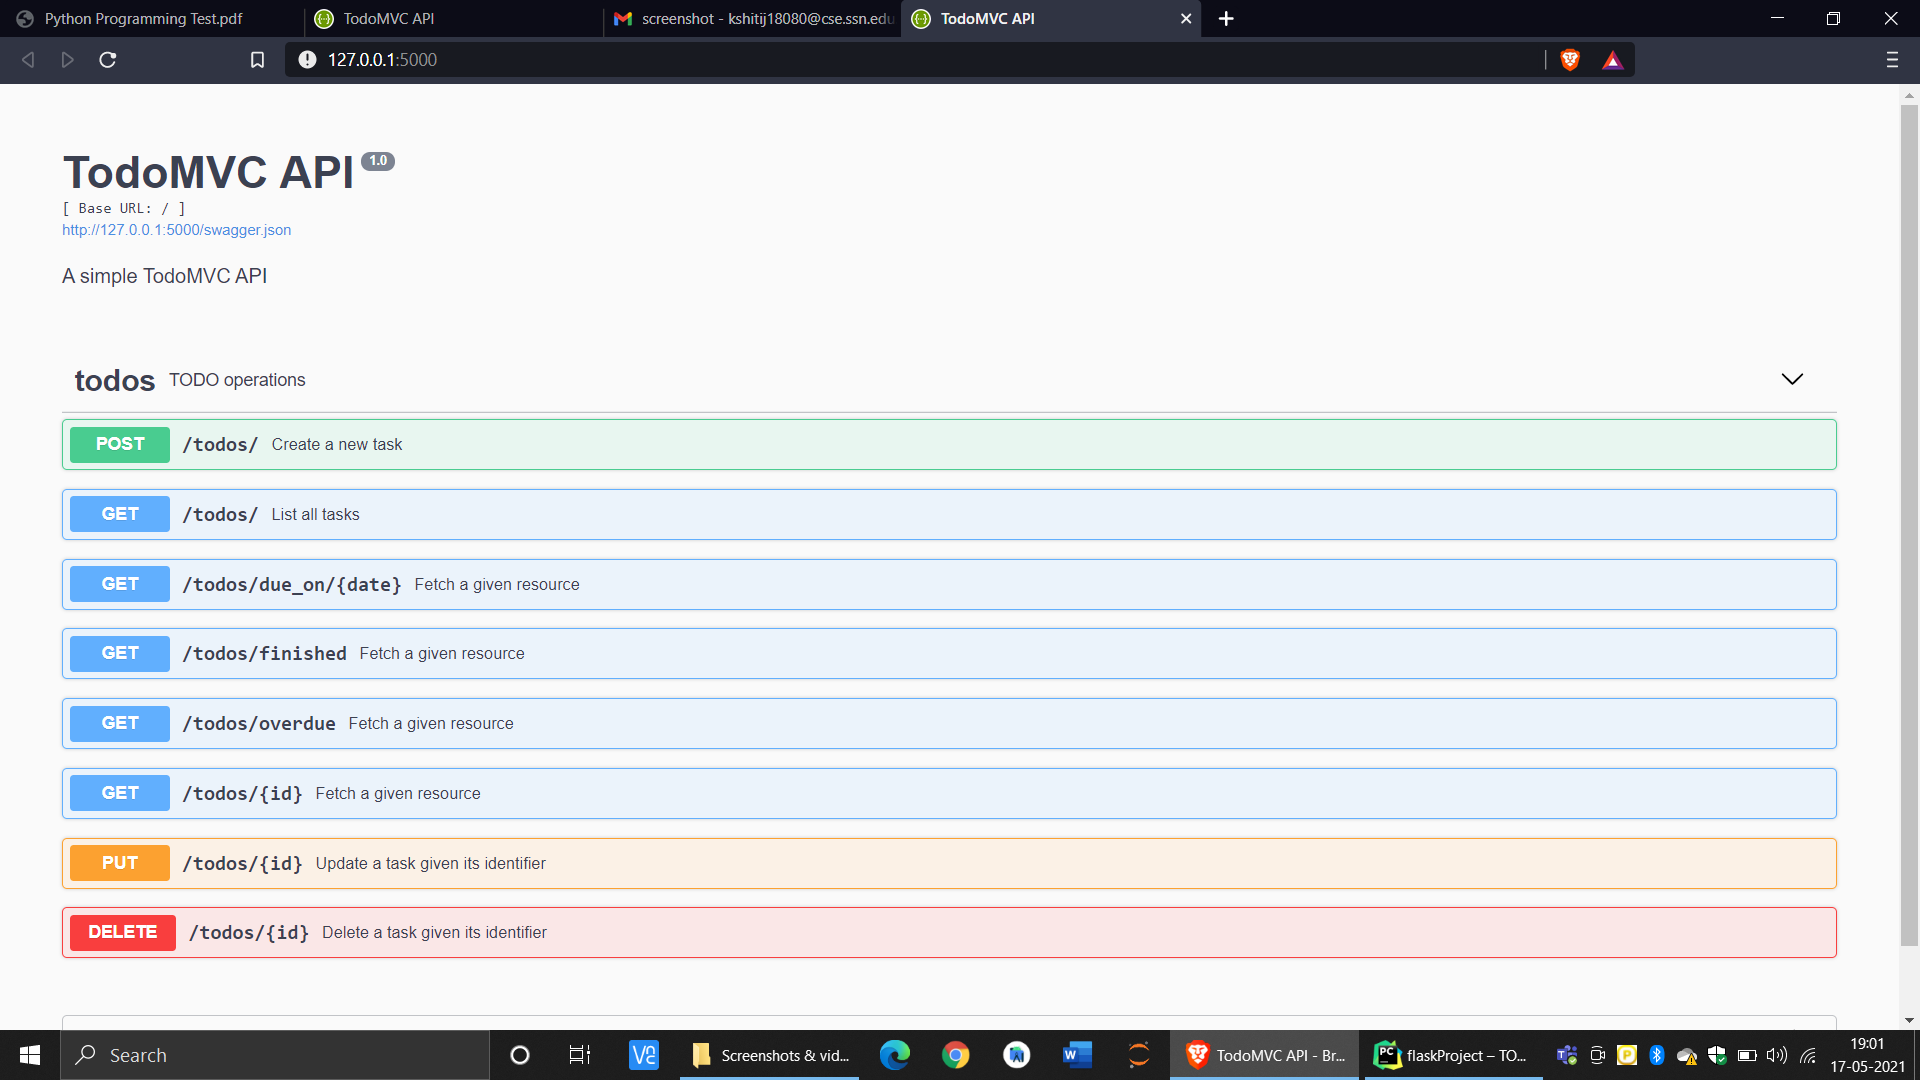 Python Programming Test.pdf
TodoMVC API
screenshot - kshitij18080@cse.ssn.edu
TodoMVC API
127.0.0.1:5000
TodoMVC API 1.0
[ Base URL: / ]
http://127.0.0.1:5000/swagger.json
A simple TodoMVC API
todos TODO operations
POST /todos/ Create a new task
GET /todos/ List all tasks
GET /todos/due_on/{date} Fetch a given resource
GET /todos/finished Fetch a given resource
GET /todos/overdue Fetch a given resource
GET /todos/{id} Fetch a given resource
PUT /todos/{id} Update a task given its identifier
DELETE /todos/{id} Delete a task given its identifier
Search
Screenshots & vid...
TodoMVC API - Br...
flaskProject – TO...
19:01
17-05-2021